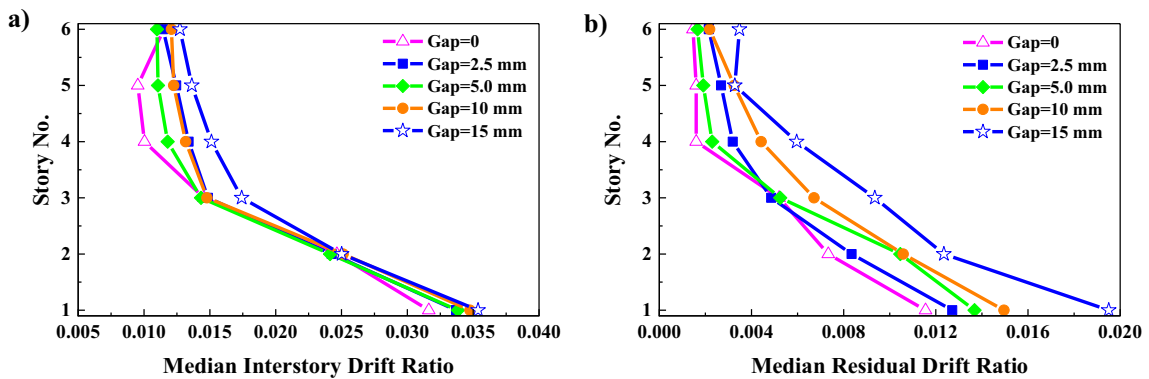 a)
6
5
4
3
2
1
Story No.
Gap=0
Gap=2.5 mm
Gap=5.0 mm
Gap=10 mm
Gap=15 mm
0.005 0.010 0.015 0.020 0.025 0.030 0.035 0.040
Median Interstory Drift Ratio
b)
6
5
4
3
2
1
Story No.
Gap=0
Gap=2.5 mm
Gap=5.0 mm
Gap=10 mm
Gap=15 mm
0.000 0.004 0.008 0.012 0.016 0.020
Median Residual Drift Ratio